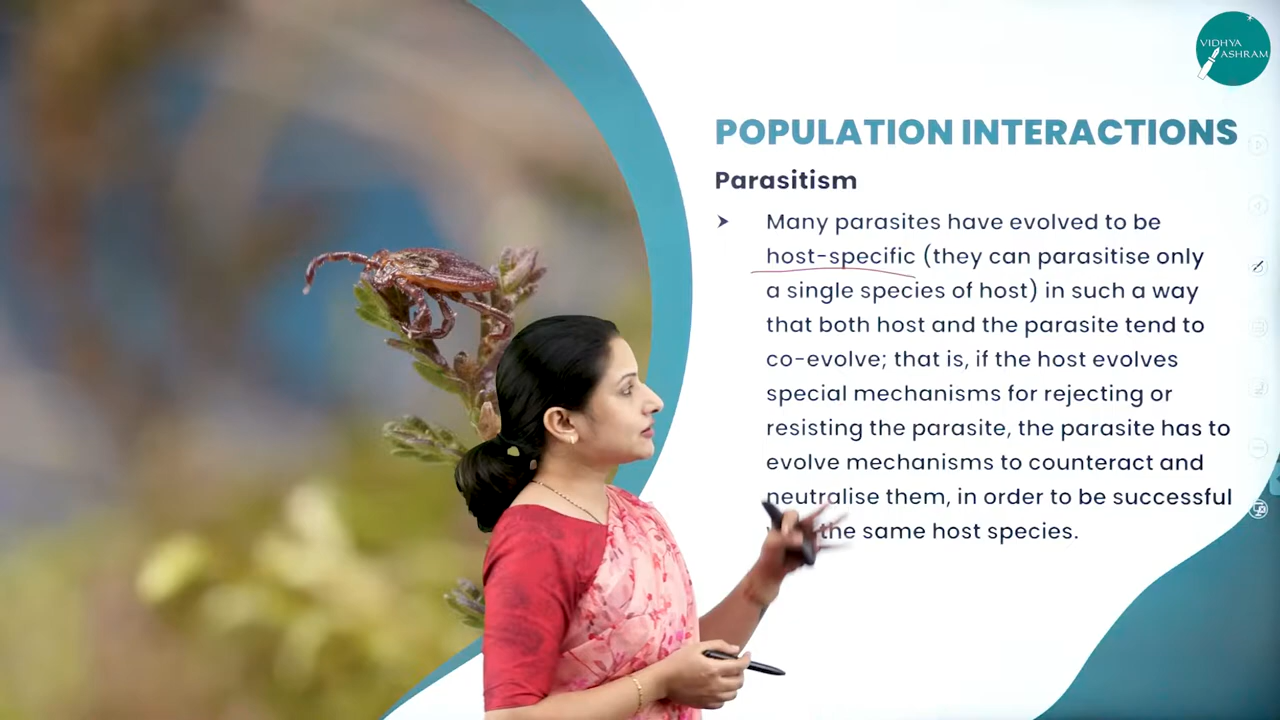 VIDHYA
ASHRAM
POPULATION INTERACTIONS
Parasitism
➤ Many parasites have evolved to be
host-specific (they can parasitise only
a single species of host) in such a way
that both host and the parasite tend to
co-evolve; that is, if the host evolves
special mechanisms for rejecting or
resisting the parasite, the parasite has to
evolve mechanisms to counteract and
neutralise them, in order to be successful
the same host species.